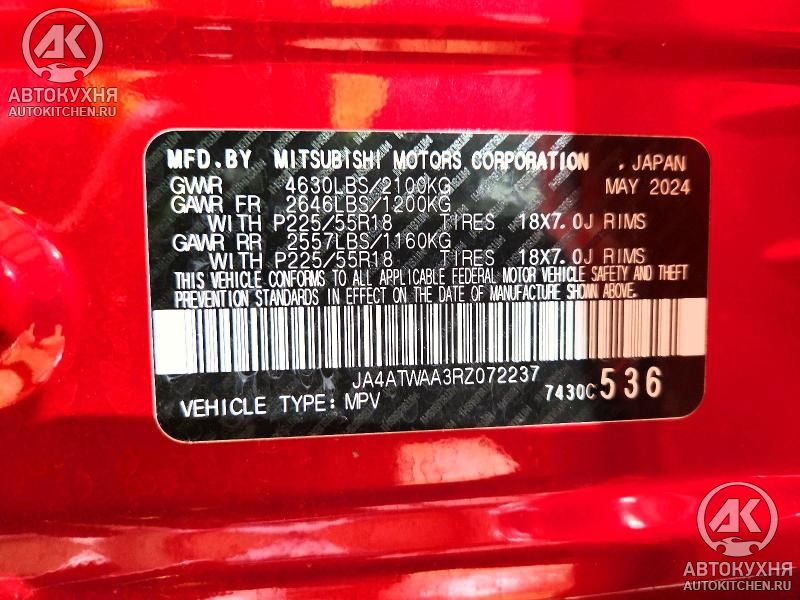 АК
АВТОКУХНЯ
AUTOKITCHEN.RU
MFD.BY MITSUBISHI MOTORS CORPORATION , JAPAN
GVWR 4630LBS/2100KG MAY 2024
GAWR FR 2646LBS/1200KG
WITH P225/55R18 TIRES 18X7.0J RIMS
GAWR RR 2557LBS/1160KG
WITH P225/55R18 TIRES 18X7.0J RIMS
THIS VEHICLE CONFORMS TO ALL APPLICABLE FEDERAL MOTOR VEHICLE SAFETY AND THEFT
PREVENTION STANDARDS IN EFFECT ON THE DATE OF MANUFACTURE SHOWN ABOVE.
JA4ATWAA3RZ072237
VEHICLE TYPE: MPV 7430C 536
АК
АВТОКУХНЯ
AUTOKITCHEN.RU